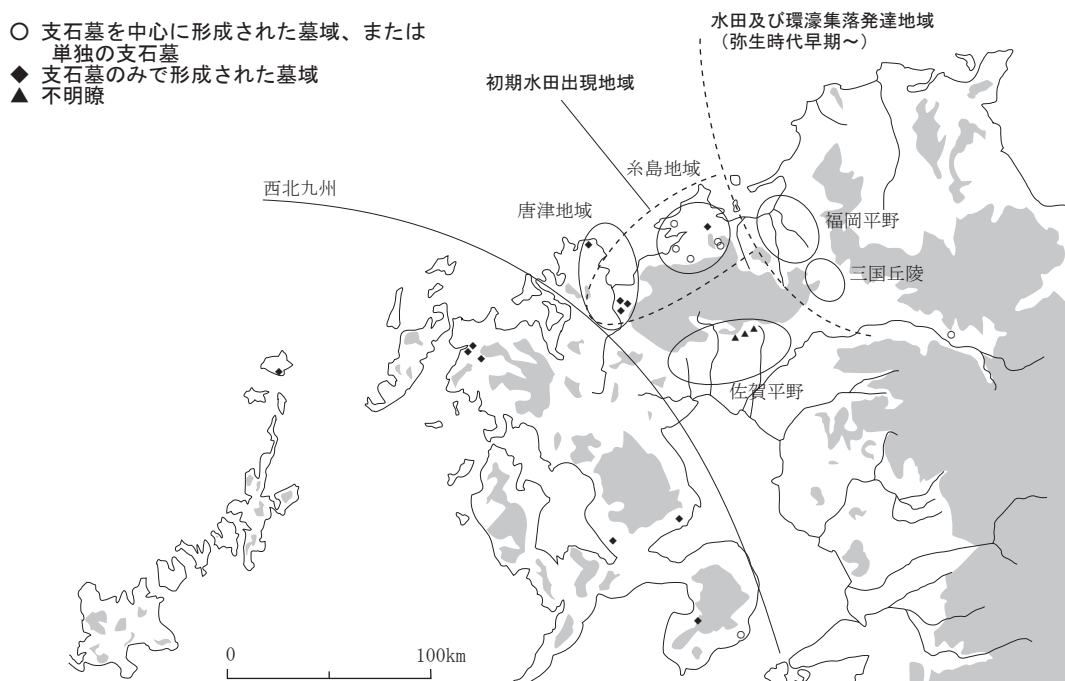 ○ 支石墓を中心に形成された墓域、または
単独の支石墓
◆ 支石墓のみで形成された墓域
▲ 不明瞭
水田及び環濠集落発達地域
（弥生時代早期～）
初期水田出現地域
糸島地域
西北九州
唐津地域
福岡平野
三国丘陵
佐賀平野
0 100km